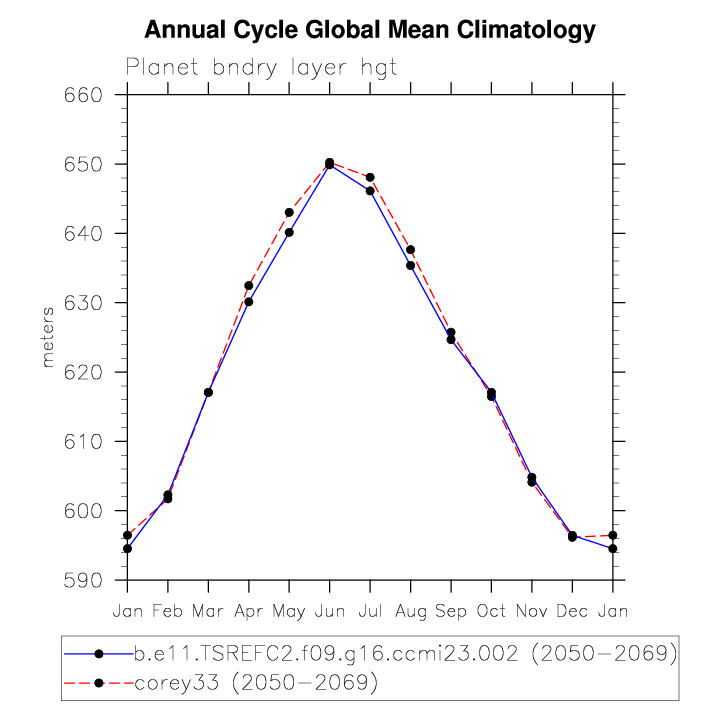 Annual Cycle Global Mean Climatology
Planet bndry layer hgt
660
650
640
630
620
610
600
590
meters
Jan Feb Mar Apr May Jun Jul Aug Sep Oct Nov Dec Jan
b.e11.TSREFC2.f09.g16.ccmi23.002 (2050-2069)
corey33 (2050-2069)